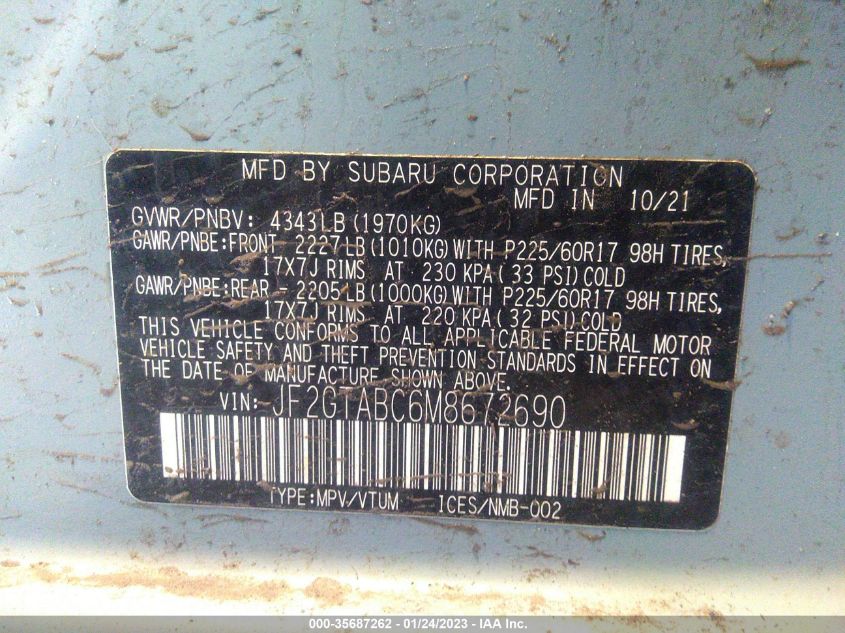 MFD BY SUBARU CORPORATION
MFD IN 10/21
GVWR/PNBV: 4343LB (1970KG)
GAWR/PNBE:FRONT 2227LB(1010KG)WITH P225/60R17 98H TIRES,
17X7J RIMS AT 230 KPA(33 PSI)COLD
GAWR/PNBE:REAR - 2205LB(1000KG)WITH P225/60R17 98H TIRES,
17X7J RIMS AT 220 KPA(32 PSI)COLD
THIS VEHICLE CONFORMS TO ALL APPLICABLE FEDERAL MOTOR
VEHICLE SAFETY AND THEFT PREVENTION STANDARDS IN EFFECT ON
THE DATE OF MANUFACTURE SHOWN ABOVE.
VIN: JF2GTABC6M8672690
TYPE:MPV/VTUM ICES/NMB-002
000-35687262 - 01/24/2023 - IAA Inc.